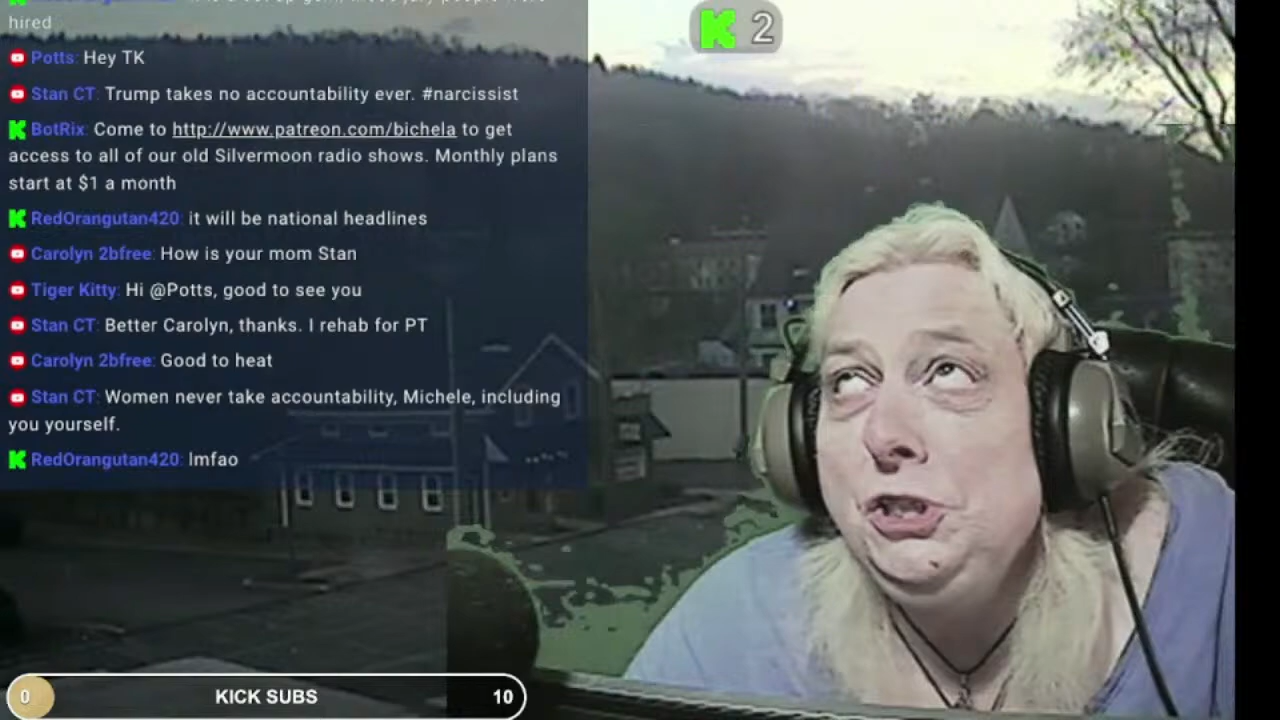 hired
Potts: Hey TK
Stan CT: Trump takes no accountability ever. #narcissist
BotRix: Come to http://www.patreon.com/bichela to get
access to all of our old Silvermoon radio shows. Monthly plans
start at $1 a month
RedOrangutan420: it will be national headlines
Carolyn 2bfree: How is your mom Stan
Tiger Kitty: Hi @Potts, good to see you
Stan CT: Better Carolyn, thanks. I rehab for PT
Carolyn 2bfree: Good to heat
Stan CT: Women never take accountability, Michele, including
you yourself.
RedOrangutan420: lmfao
K 2
0 KICK SUBS 10